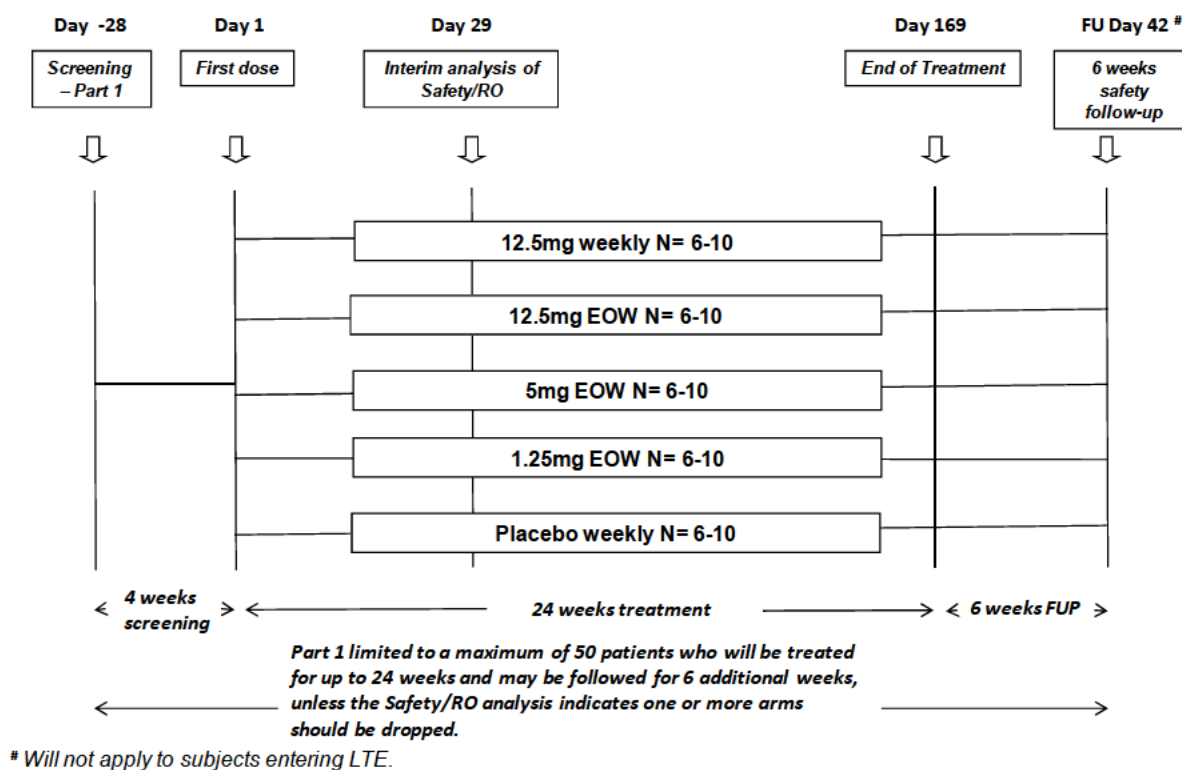 Day -28
Day 1
Day 29
Day 169
FU Day 42 #
Screening
– Part 1
First dose
Interim analysis of
Safety/RO
End of Treatment
6 weeks
safety
follow-up
12.5mg weekly N= 6-10
12.5mg EOW N= 6-10
5mg EOW N= 6-10
1.25mg EOW N= 6-10
Placebo weekly N= 6-10
4 weeks
screening
24 weeks treatment
6 weeks FUP
Part 1 limited to a maximum of 50 patients who will be treated
for up to 24 weeks and may be followed for 6 additional weeks,
unless the Safety/RO analysis indicates one or more arms
should be dropped.
# Will not apply to subjects entering LTE.